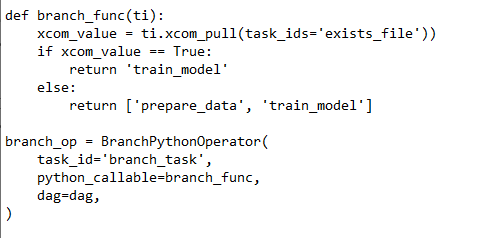 def branch_func(ti):
    xcom_value = ti.xcom_pull(task_ids='exists_file'))
    if xcom_value == True:
        return 'train_model'
    else:
        return ['prepare_data', 'train_model']

branch_op = BranchPythonOperator(
    task_id='branch_task',
    python_callable=branch_func,
    dag=dag,
)